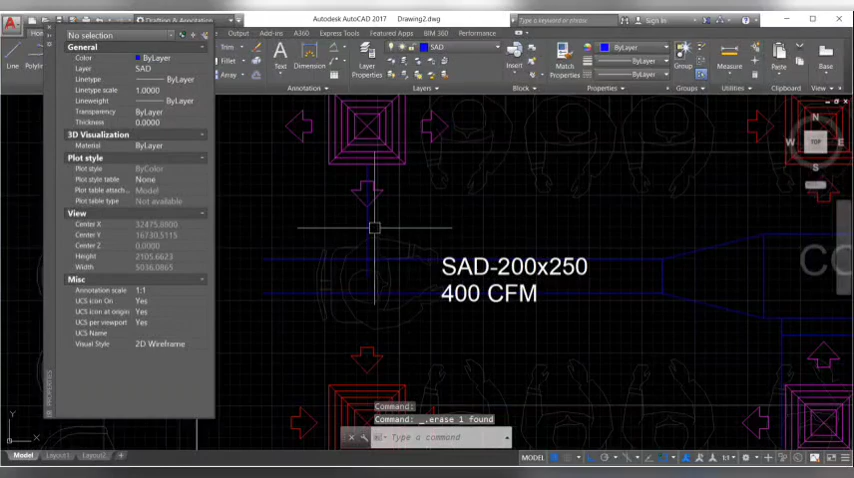 Drafting & Annotation
Autodesk AutoCAD 2017 Drawing2.dwg
Type a keyword or phrase
Sign In
Output Add-ins Express Tools Featured Apps BIM 360 Performance
No selection
General
Color ByLayer
Layer SAD
Linetype ByLayer
Linetype scale 1.0000
Lineweight ByLayer
Transparency ByLayer
Thickness 0.0000
3D Visualization
Material ByLayer
Plot style
Plot style ByColor
Plot style table None
Plot table attach... Model
Plot table type Not available
View
Center X 32475.8800
Center Y 16730.5115
Center Z 0.0000
Height 2105.6623
Width 5036.0865
Misc
Annotation scale 1:1
UCS icon On Yes
UCS icon at origin Yes
UCS per viewport Yes
UCS Name
Visual Style 2D Wireframe
PROPERTIES
Line
Trim
Fillet
Array
Text
Dimension
Annotation
Layer Properties
SAD
Layers
Insert
Match Properties
ByLayer
ByLayer
ByLayer
Properties
Group
Groups
Measure
Utilities
Paste
Clipboard
Base
View
N
W TOP E
S
SAD-200x250
400 CFM
CO
Command:
Command: _.erase 1 found
Type a command
Y
X
Model Layout1 Layout2 +
MODEL
1:1